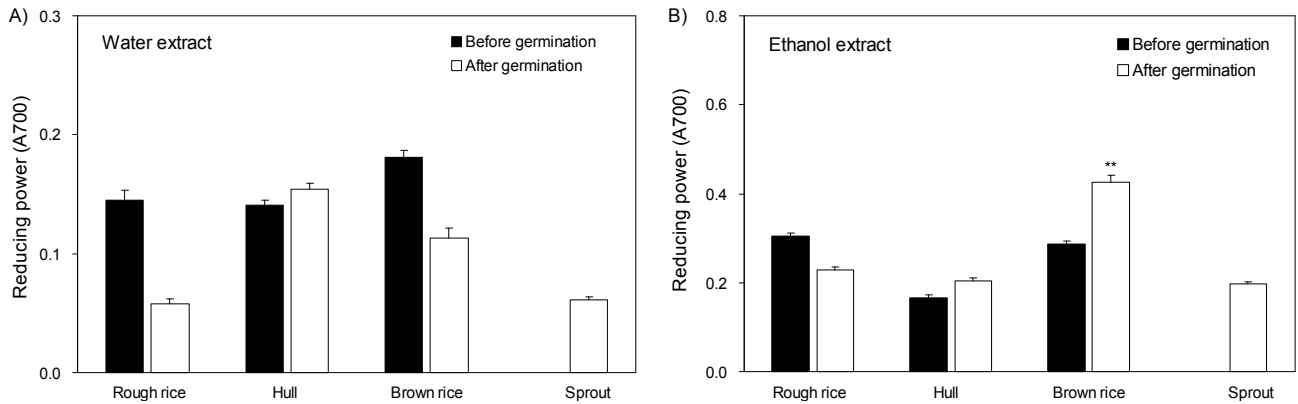 A)
Water extract
Before germination
After germination
Reducing power (A700)
0.3
0.2
0.1
0.0
Rough rice
Hull
Brown rice
Sprout
B)
Ethanol extract
Before germination
After germination
Reducing power (A700)
0.8
0.6
0.4
0.2
0.0
**
Rough rice
Hull
Brown rice
Sprout